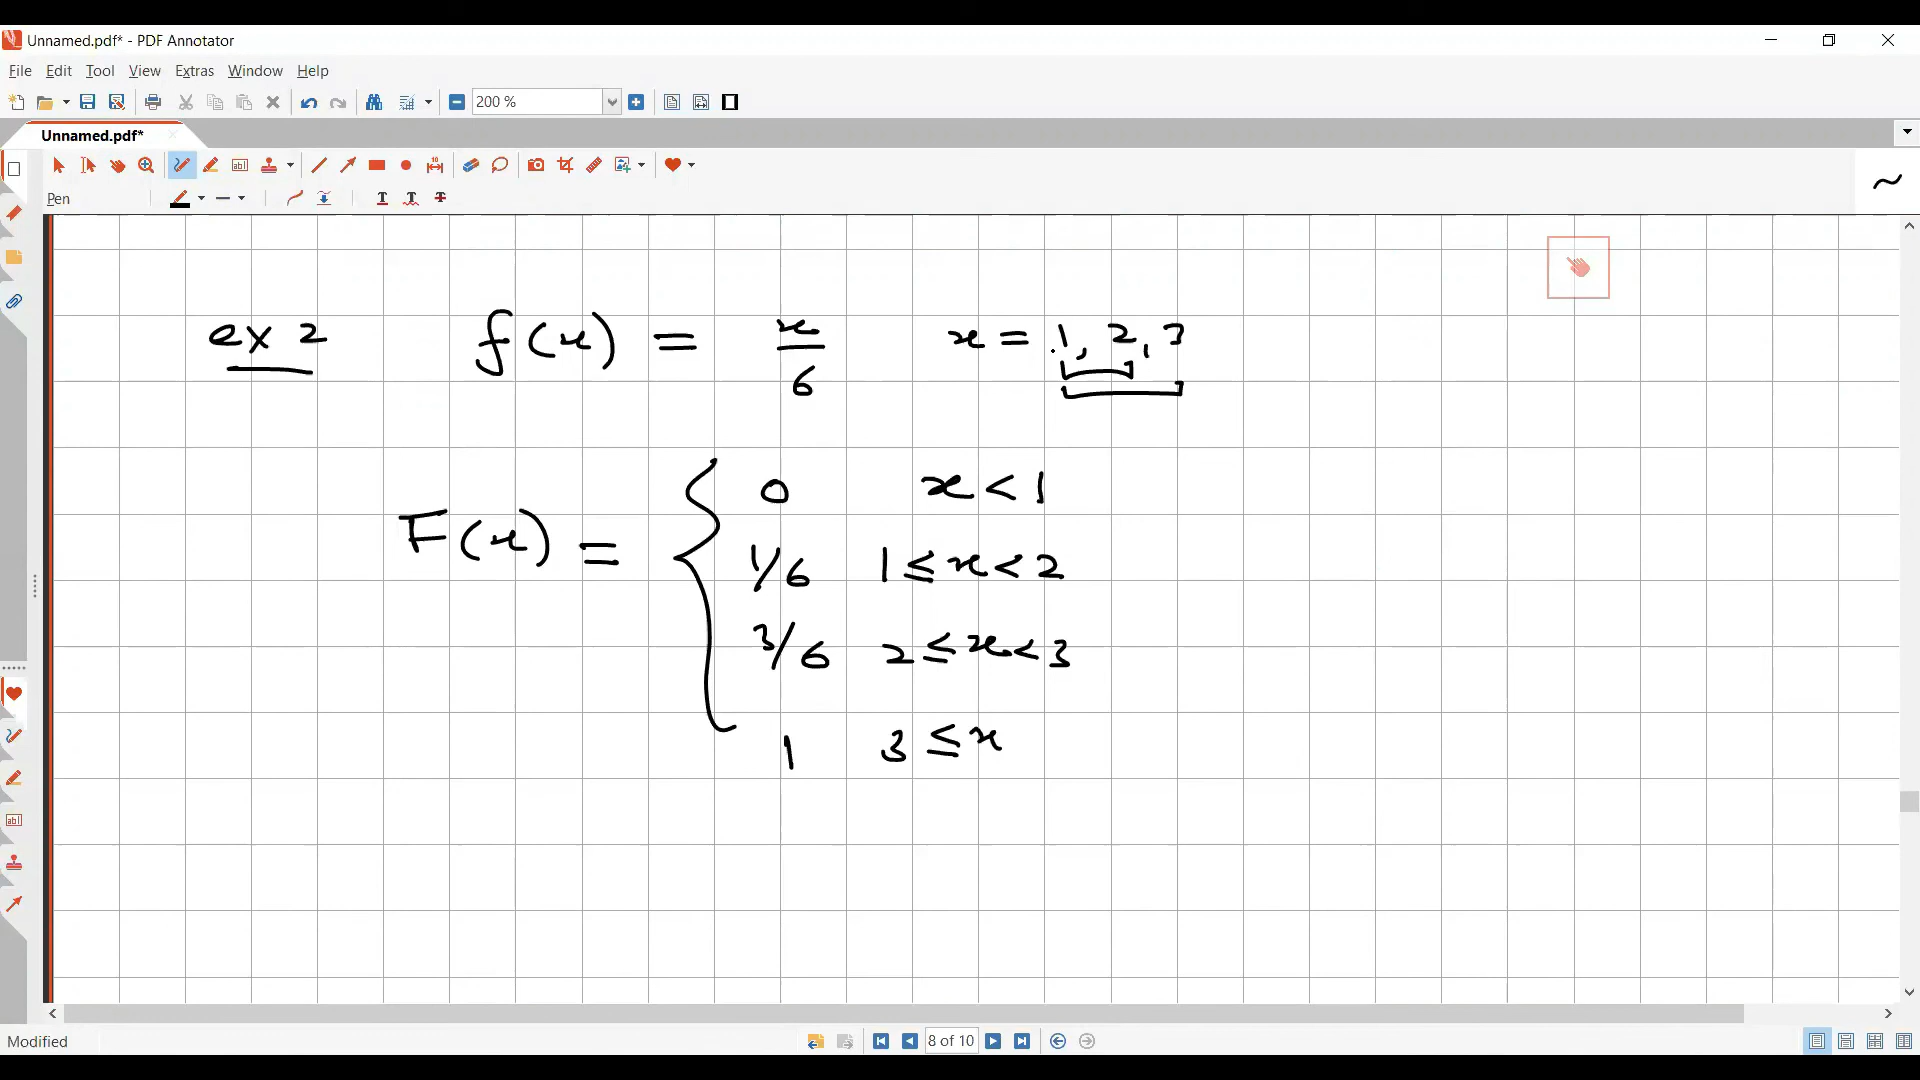 Unnamed.pdf* - PDF Annotator
File Edit Tool View Extras Window Help
200 %
Unnamed.pdf*
Pen
ex 2 f(x) = x/6 x = 1, 2, 3
F(x) = {
0 x < 1
1/6 1 ≤ x < 2
3/6 2 ≤ x < 3
1 3 ≤ x
Modified 8 of 10